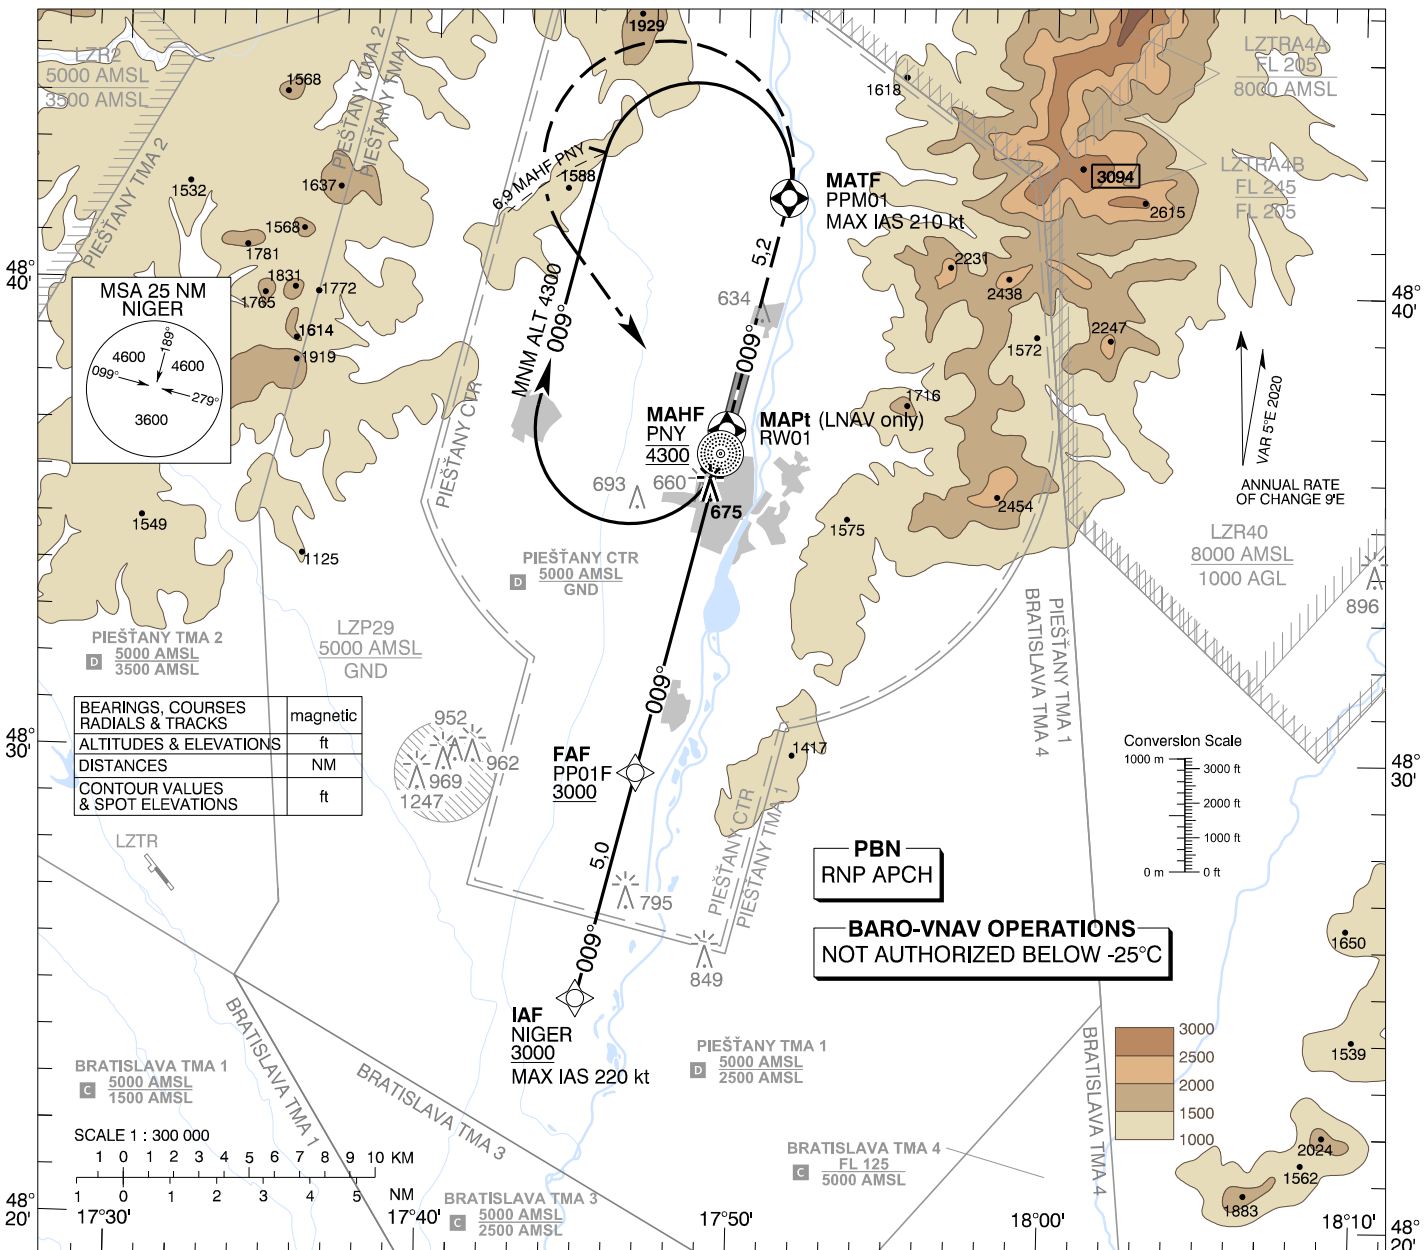 1929
LZR2
5000 AMSL
3500 AMSL
1568
PIEŠŤANY TMA 2
PIEŠŤANY TMA 1
PIEŠŤANY TMA 2
1532
1637
1568
1781
1831
1765
1772
1614
1919
1618
LZTRA4A
FL 205
8000 AMSL
LZTRA4B
FL 245
FL 205
3094
2615
6,9 MAHF PNY
1588
MATF
PPM01
MAX IAS 210 kt
5,2
2231
2438
48°
40'
48°
40'
MSA 25 NM
NIGER
4600
189°
4600
099°
279°
3600
MNM ALT 4300
009°
634
009°
1572
2247
1716
VAR 5°E 2020
ANNUAL RATE
OF CHANGE 9'E
PIEŠŤANY CTR
MAHF
PNY
4300
MAPt (LNAV only)
RW01
693
660
675
2454
1575
1549
1125
LZR40
8000 AMSL
1000 AGL
896
PIEŠŤANY CTR
D
5000 AMSL
GND
PIEŠŤANY TMA 2
D
5000 AMSL
3500 AMSL
LZP29
5000 AMSL
GND
009°
PIEŠŤANY TMA 1
BRATISLAVA TMA 4
BEARINGS, COURSES
RADIALS & TRACKS
magnetic
ALTITUDES & ELEVATIONS
ft
DISTANCES
NM
CONTOUR VALUES
& SPOT ELEVATIONS
ft
48°
30'
48°
30'
952
969
962
1247
FAF
PP01F
3000
1417
Conversion Scale
1000 m
3000 ft
2000 ft
1000 ft
0 m
0 ft
LZTR
5,0
PIEŠŤANY CTR
PIEŠŤANY TMA 1
PBN
RNP APCH
BARO-VNAV OPERATIONS
NOT AUTHORIZED BELOW -25°C
795
009°
849
1650
IAF
NIGER
3000
MAX IAS 220 kt
BRATISLAVA TMA 1
BRATISLAVA TMA 3
BRATISLAVA TMA 1
C
5000 AMSL
1500 AMSL
PIEŠŤANY TMA 1
D
5000 AMSL
2500 AMSL
BRATISLAVA TMA 4
3000
2500
2000
1500
1000
1539
2024
1562
1883
SCALE 1 : 300 000
1 0 1 2 3 4 5 6 7 8 9 10 KM
1 0 1 2 3 4 5 NM
BRATISLAVA TMA 3
C
5000 AMSL
2500 AMSL
BRATISLAVA TMA 4
C
FL 125
5000 AMSL
48°
20'
17°30'
17°40'
17°50'
18°00'
18°10'
48°
20'